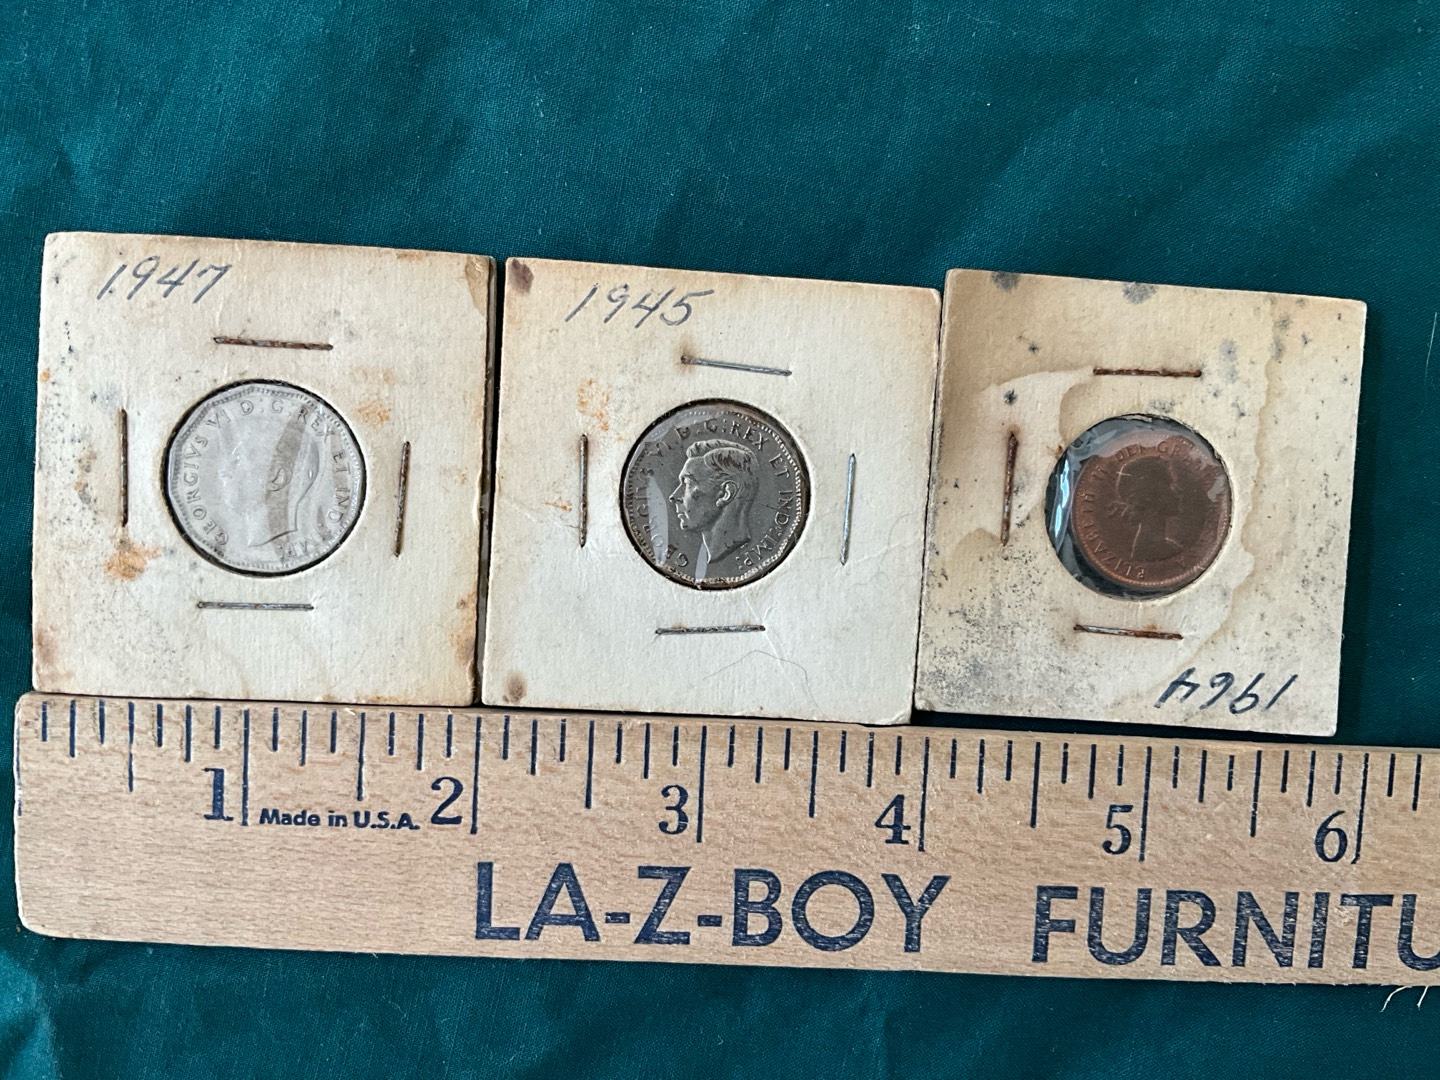 1947
1945
GEORGIVS VI D:G:REX ET IND:IMP:
GEORGIVS VI D:G:REX ET IND:IMP:
ELIZABETH II DEI GRATIA
1964
1 2 3 4 5 6
Made in U.S.A.
LA-Z-BOY FURNITU